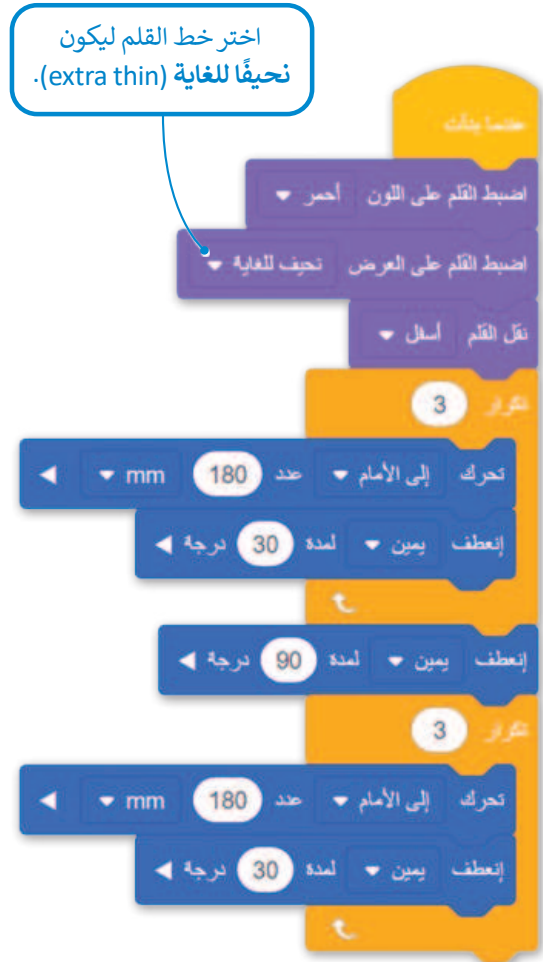 اختر خط القلم ليكون
نحيفًا للغاية (extra thin).
عندما يبدأ
اضبط القلم على اللون أحمر
اضبط القلم على العرض نحيف للغاية
نقل القلم أسفل
تكرار 3
تحرك إلى الأمام عدد 180 mm
إنعطف يمين لمدة 30 درجة
إنعطف يمين لمدة 90 درجة
تكرار 3
تحرك إلى الأمام عدد 180 mm
إنعطف يمين لمدة 30 درجة